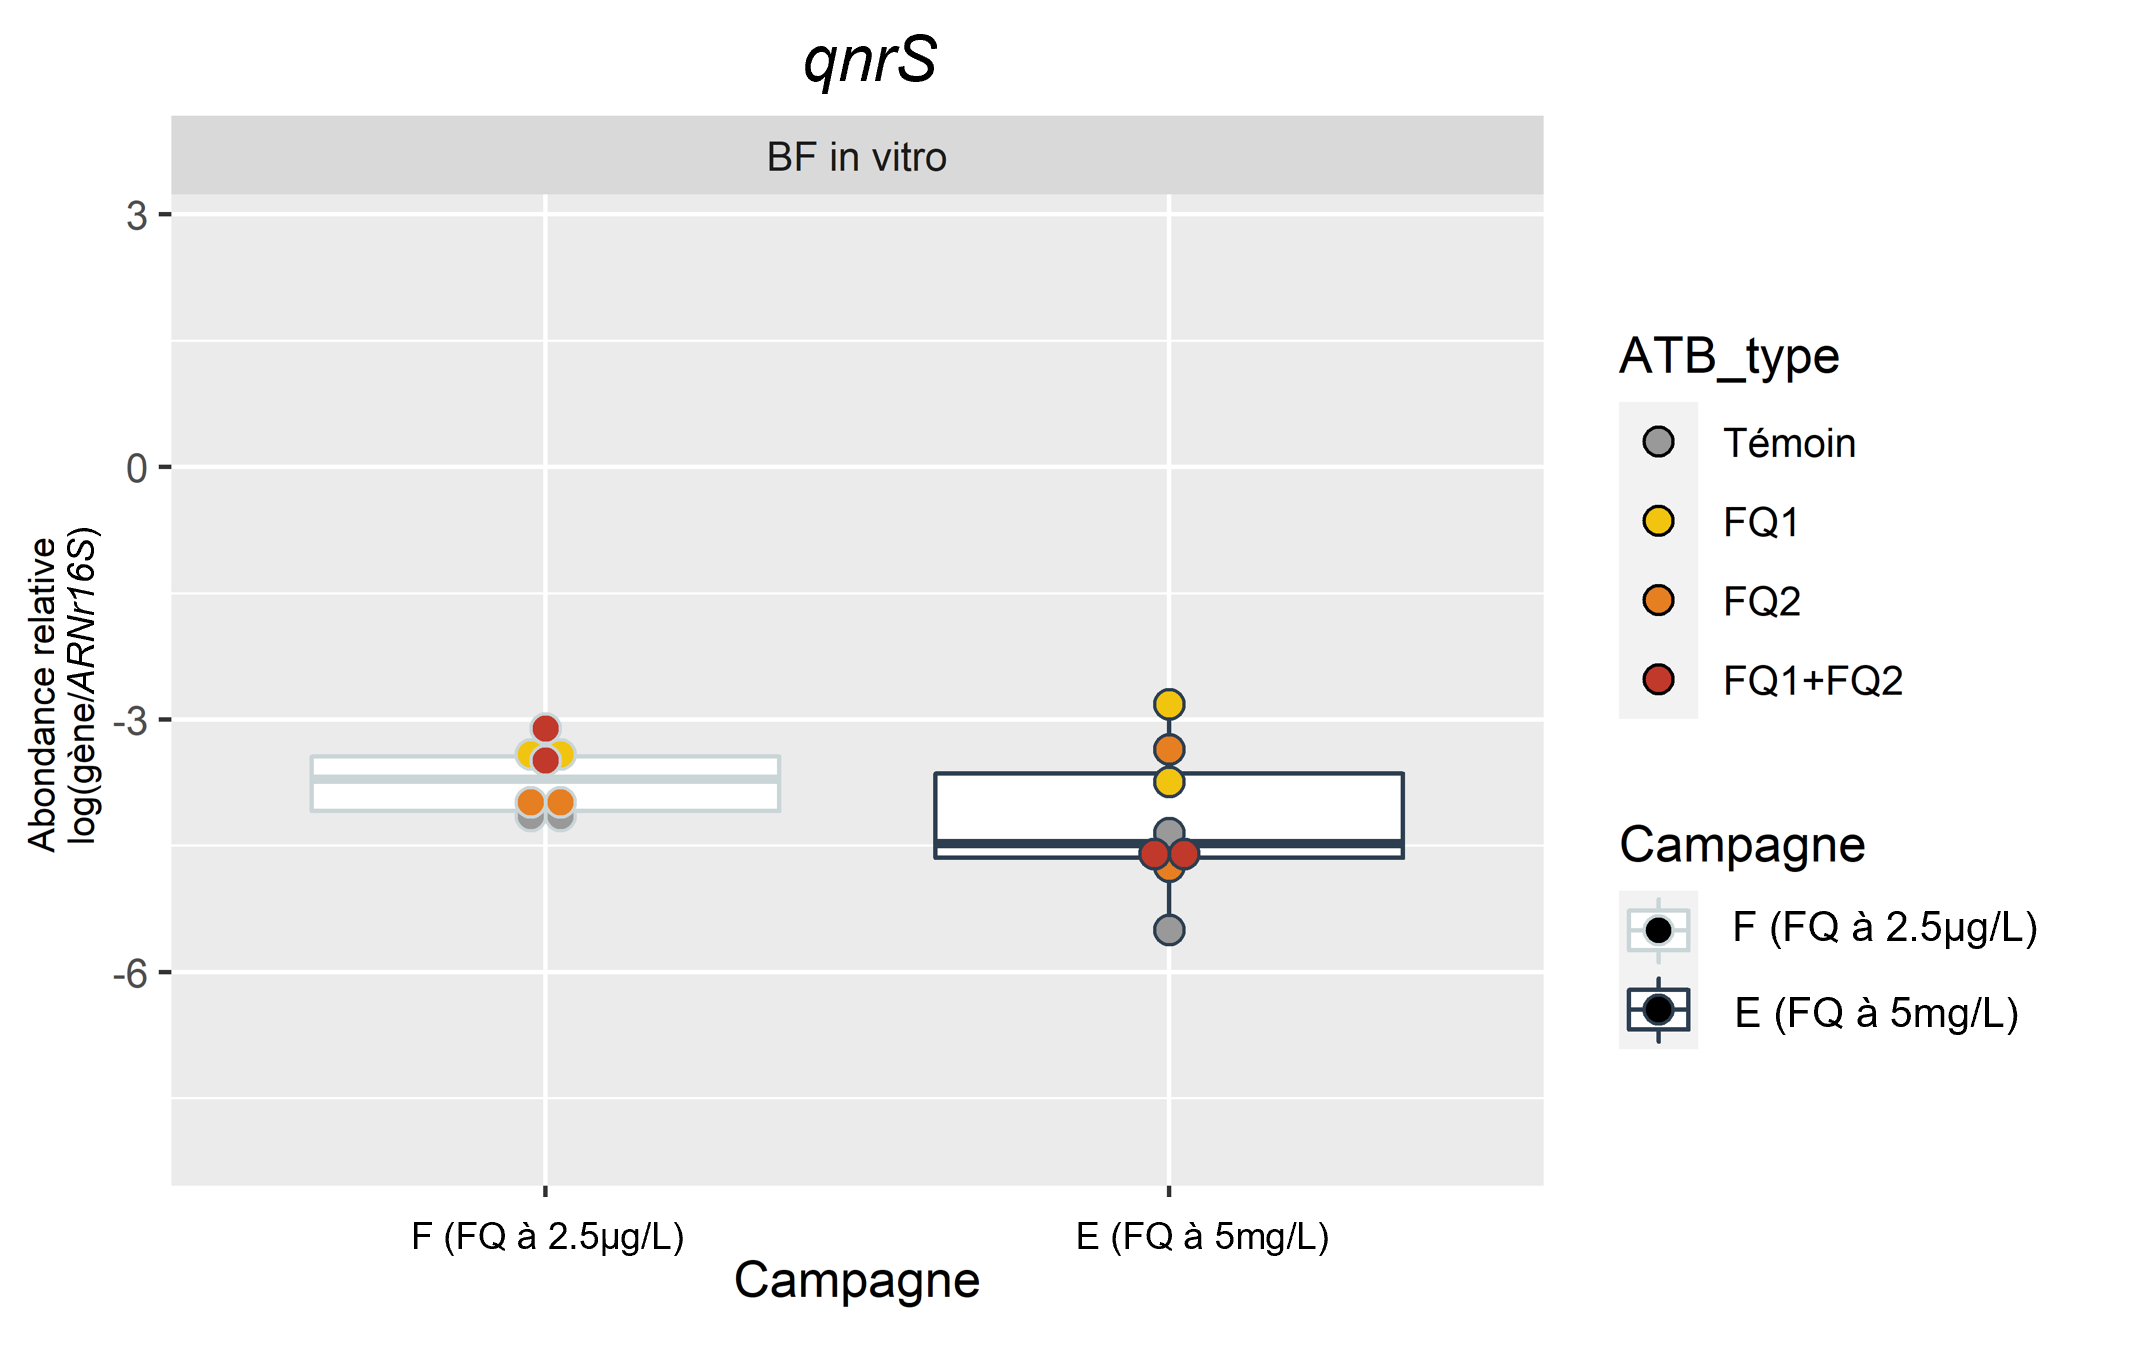 qnrS
BF in vitro
3
0
-3
-6
Abondance relative
log(gène/ARNr16S)
F (FQ à 2.5µg/L)
E (FQ à 5mg/L)
Campagne
ATB_type
Témoin
FQ1
FQ2
FQ1+FQ2
Campagne
F (FQ à 2.5µg/L)
E (FQ à 5mg/L)